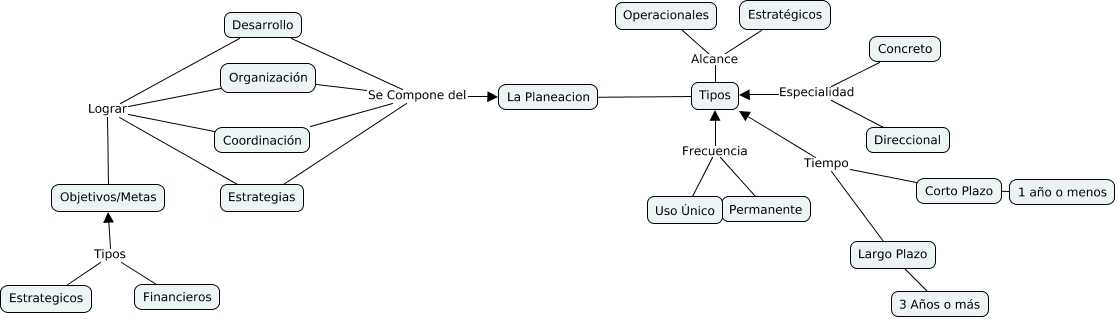 Operacionales
Estratégicos
Desarrollo
Concreto
Alcance
Organización
Se Compone del
La Planeacion
Tipos
Especialidad
Lograr
Coordinación
Direccional
Frecuencia
Tiempo
Objetivos/Metas
Estrategias
Corto Plazo
1 año o menos
Uso Único
Permanente
Tipos
Largo Plazo
Estrategicos
Financieros
3 Años o más